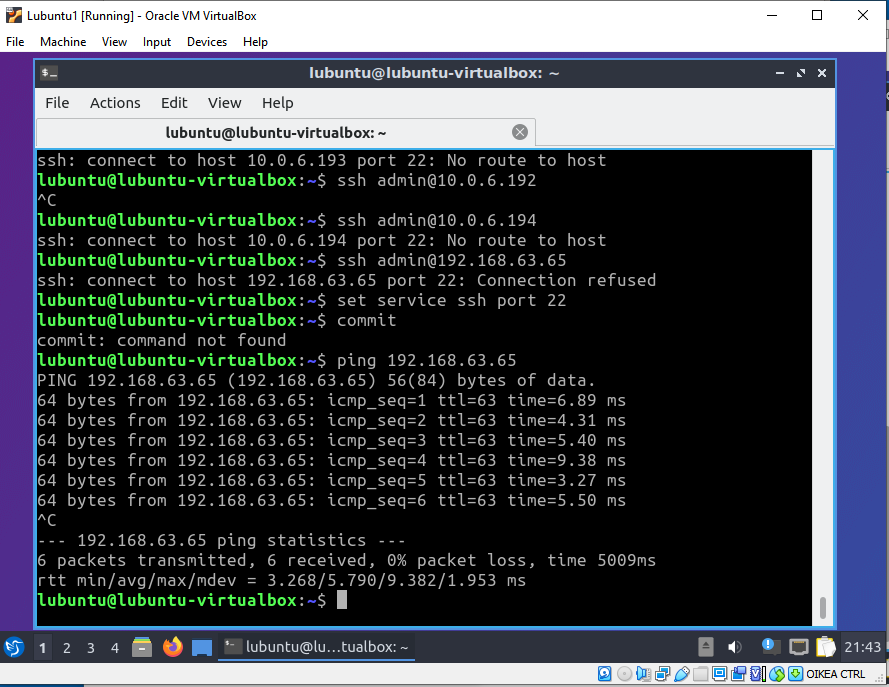 Lubuntu1 [Running] - Oracle VM VirtualBox
File Machine View Input Devices Help
lubuntu@lubuntu-virtualbox: ~
File Actions Edit View Help
lubuntu@lubuntu-virtualbox: ~
ssh: connect to host 10.0.6.193 port 22: No route to host
lubuntu@lubuntu-virtualbox:~$ ssh admin@10.0.6.192
^C
lubuntu@lubuntu-virtualbox:~$ ssh admin@10.0.6.194
ssh: connect to host 10.0.6.194 port 22: No route to host
lubuntu@lubuntu-virtualbox:~$ ssh admin@192.168.63.65
ssh: connect to host 192.168.63.65 port 22: Connection refused
lubuntu@lubuntu-virtualbox:~$ set service ssh port 22
lubuntu@lubuntu-virtualbox:~$ commit
commit: command not found
lubuntu@lubuntu-virtualbox:~$ ping 192.168.63.65
PING 192.168.63.65 (192.168.63.65) 56(84) bytes of data.
64 bytes from 192.168.63.65: icmp_seq=1 ttl=63 time=6.89 ms
64 bytes from 192.168.63.65: icmp_seq=2 ttl=63 time=4.31 ms
64 bytes from 192.168.63.65: icmp_seq=3 ttl=63 time=5.40 ms
64 bytes from 192.168.63.65: icmp_seq=4 ttl=63 time=9.38 ms
64 bytes from 192.168.63.65: icmp_seq=5 ttl=63 time=3.27 ms
64 bytes from 192.168.63.65: icmp_seq=6 ttl=63 time=5.50 ms
^C
--- 192.168.63.65 ping statistics ---
6 packets transmitted, 6 received, 0% packet loss, time 5009ms
rtt min/avg/max/mdev = 3.268/5.790/9.382/1.953 ms
lubuntu@lubuntu-virtualbox:~$
1 2 3 4 lubuntu@lu...tualbox: ~ 21:43
OIKEA CTRL